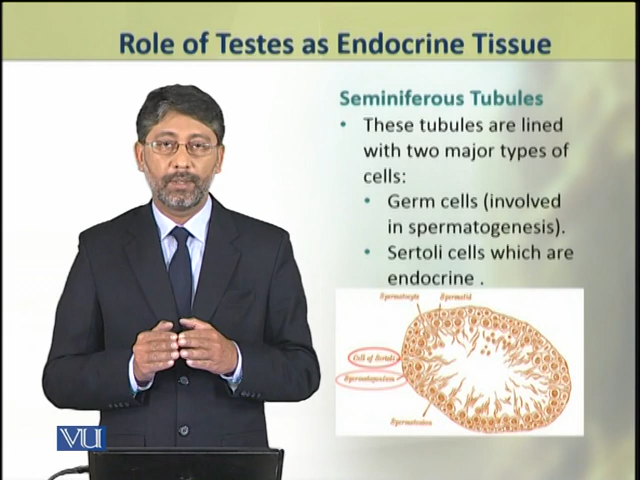 Role of Testes as Endocrine Tissue
Seminiferous Tubules
• These tubules are lined
with two major types of
cells:
• Germ cells (involved
in spermatogenesis).
• Sertoli cells which are
endocrine .
Spermatocyte Spermatid
Cell of Sertoli
Spermatogonium
Spermatozoa
VU